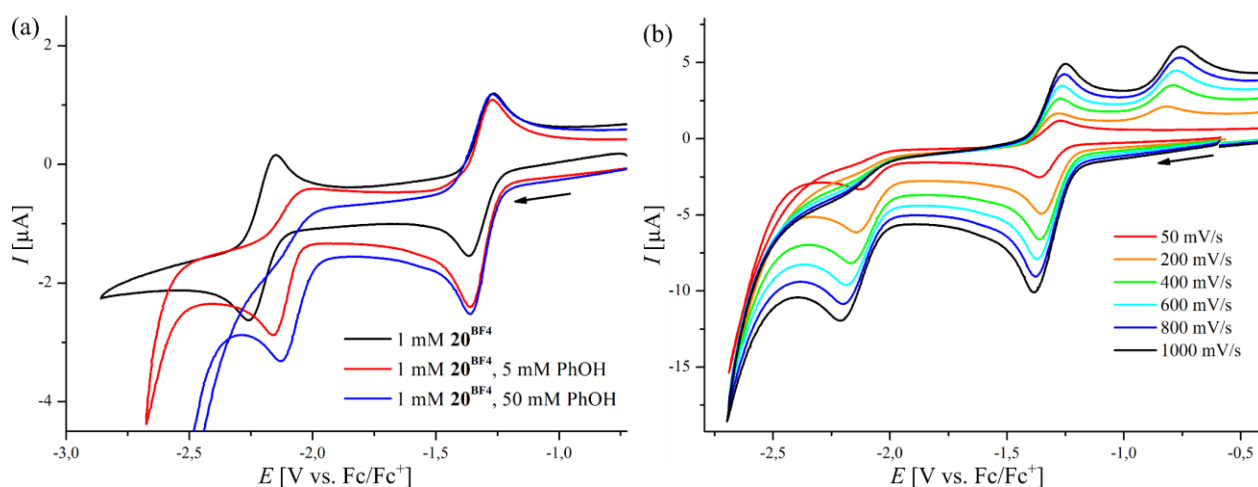 (a)
2
0
-2
-4
I [µA]
-3,0
-2,5
-2,0
-1,5
-1,0
E [V vs. Fc/Fc⁺]
1 mM 20^BF4
1 mM 20^BF4, 5 mM PhOH
1 mM 20^BF4, 50 mM PhOH
(b)
5
0
-5
-10
-15
I [µA]
-2,5
-2,0
-1,5
-1,0
-0,5
E [V vs. Fc/Fc⁺]
50 mV/s
200 mV/s
400 mV/s
600 mV/s
800 mV/s
1000 mV/s